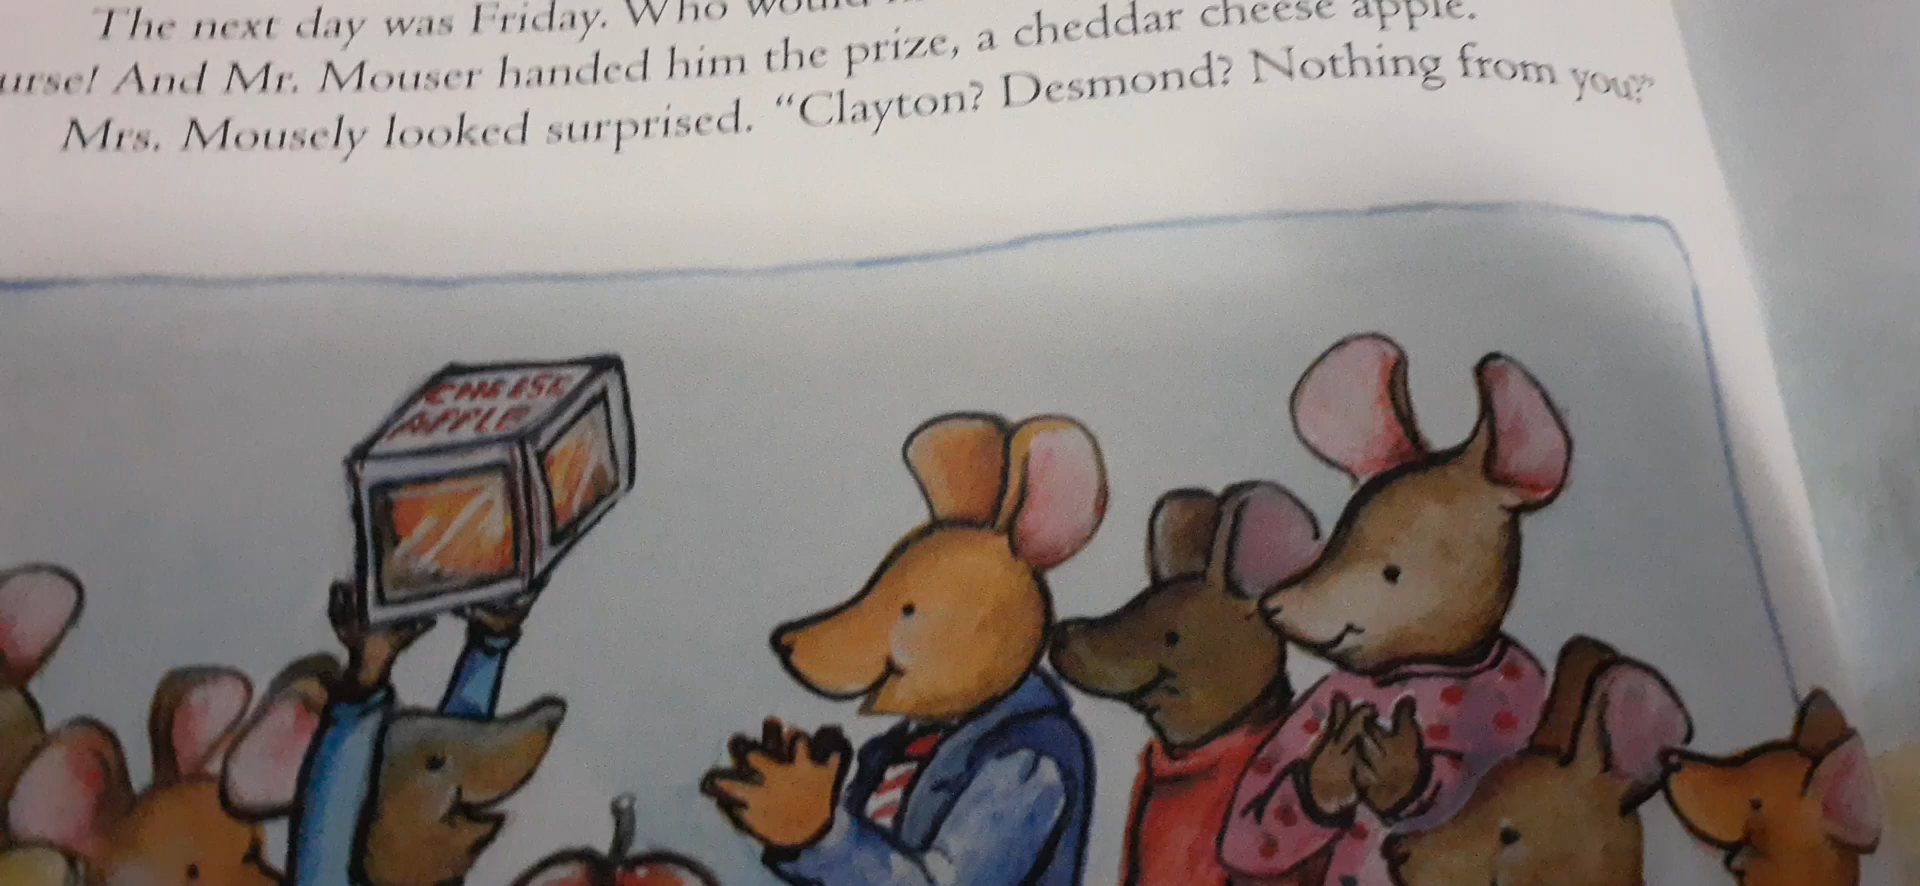 The next day was Friday. Who would
urse! And Mr. Mouser handed him the prize, a cheddar cheese apple.
Mrs. Mousely looked surprised. “Clayton? Desmond? Nothing from you?”
CHEESE
APPLE